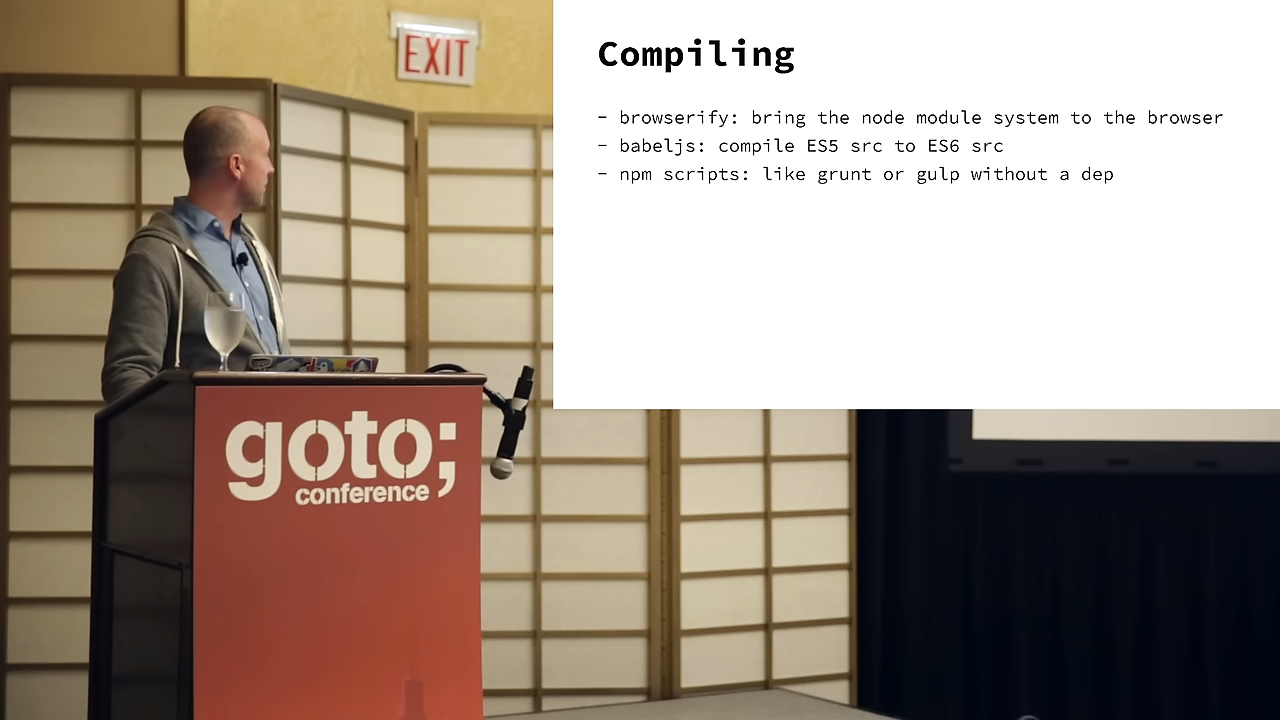 EXIT
Compiling
- browserify: bring the node module system to the browser
- babeljs: compile ES5 src to ES6 src
- npm scripts: like grunt or gulp without a dep
goto;
conference